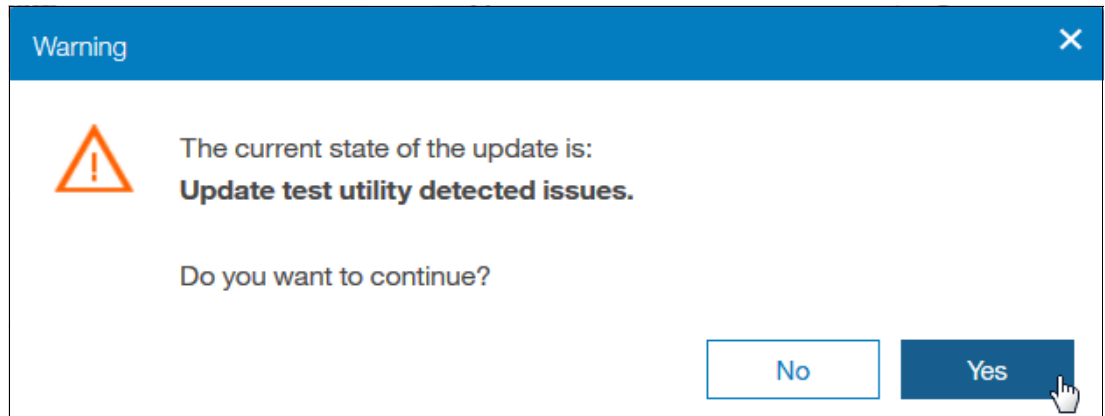 Warning
The current state of the update is:
Update test utility detected issues.
Do you want to continue?
No
Yes